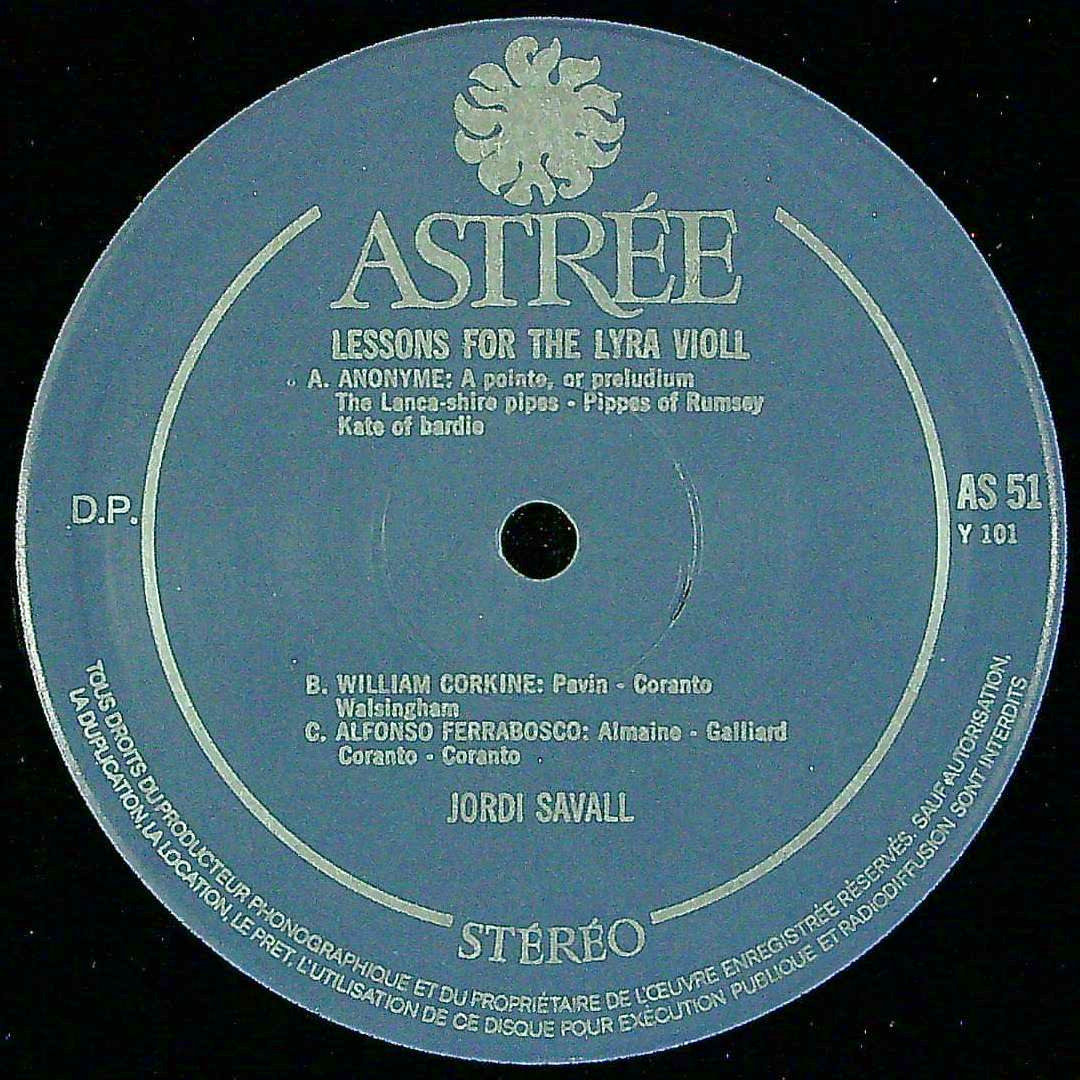 ASTRÉE
LESSONS FOR THE LYRA VIOLL
A. ANONYME: A pointe, or preludium
The Lanca-shire pipes - Pippes of Rumsey
Kate of bardie
D.P.
AS 51
Y 101
B. WILLIAM CORKINE: Pavin - Coranto
Walsingham
C. ALFONSO FERRABOSCO: Almaine - Galliard
Coranto - Coranto
JORDI SAVALL
STÉRÉO
TOUS DROITS DU PRODUCTEUR PHONOGRAPHIQUE ET DU PROPRIÉTAIRE DE L'ŒUVRE ENREGISTRÉE RÉSERVÉS. SAUF AUTORISATION,
LA DUPLICATION, LA LOCATION, LE PRET, L'UTILISATION DE CE DISQUE POUR EXÉCUTION PUBLIQUE ET RADIODIFFUSION SONT INTERDITS